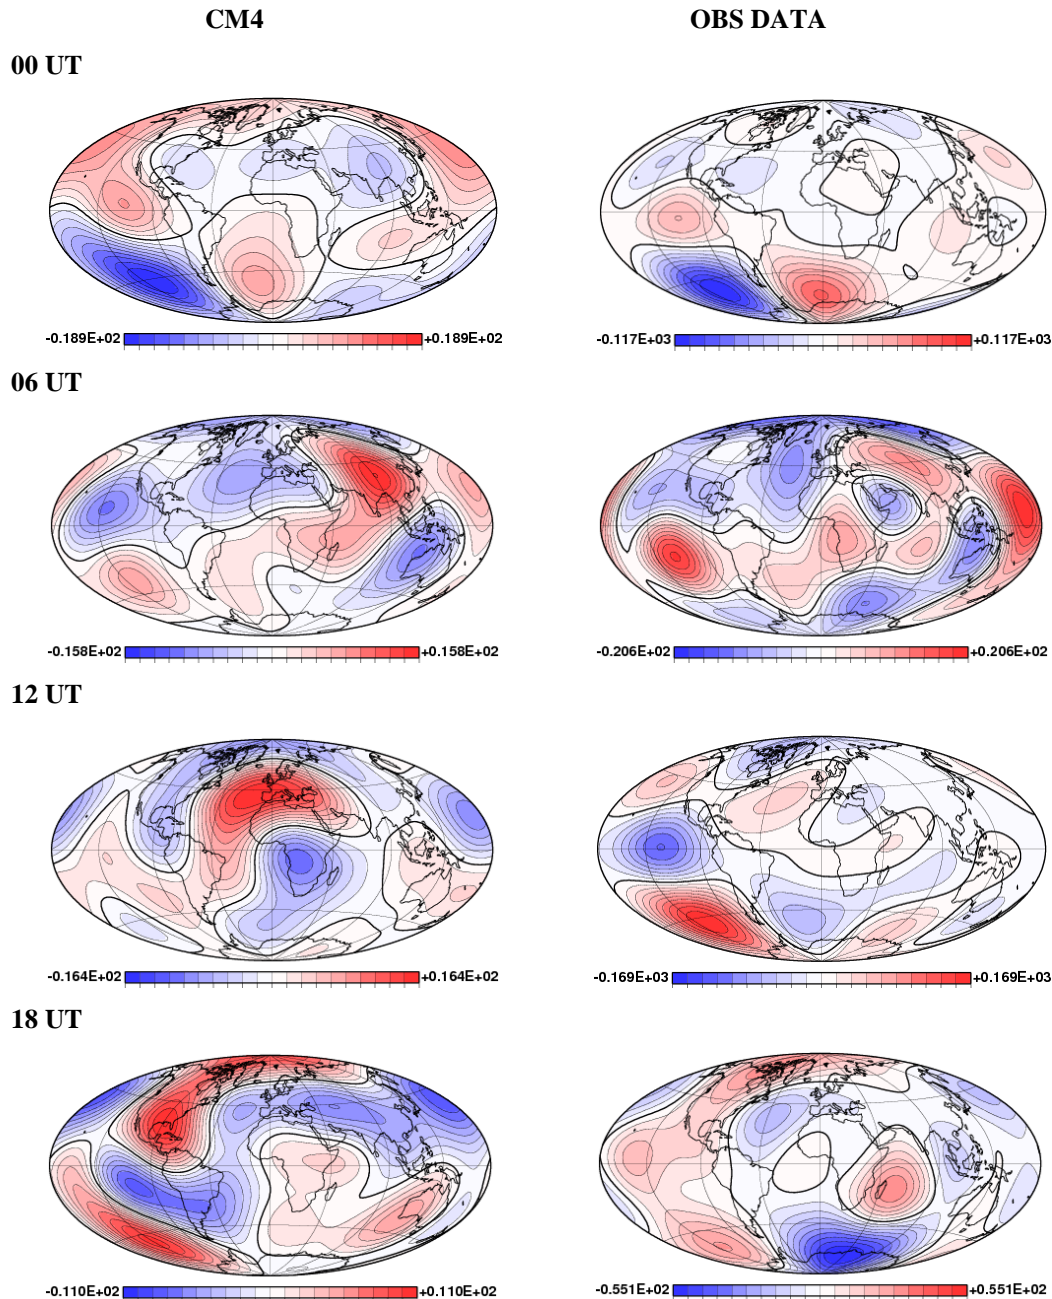 CM4 OBS DATA
00 UT
-0.189E+02 +0.189E+02 -0.117E+03 +0.117E+03
06 UT
-0.158E+02 +0.158E+02 -0.206E+02 +0.206E+02
12 UT
-0.164E+02 +0.164E+02 -0.169E+03 +0.169E+03
18 UT
-0.110E+02 +0.110E+02 -0.551E+02 +0.551E+02